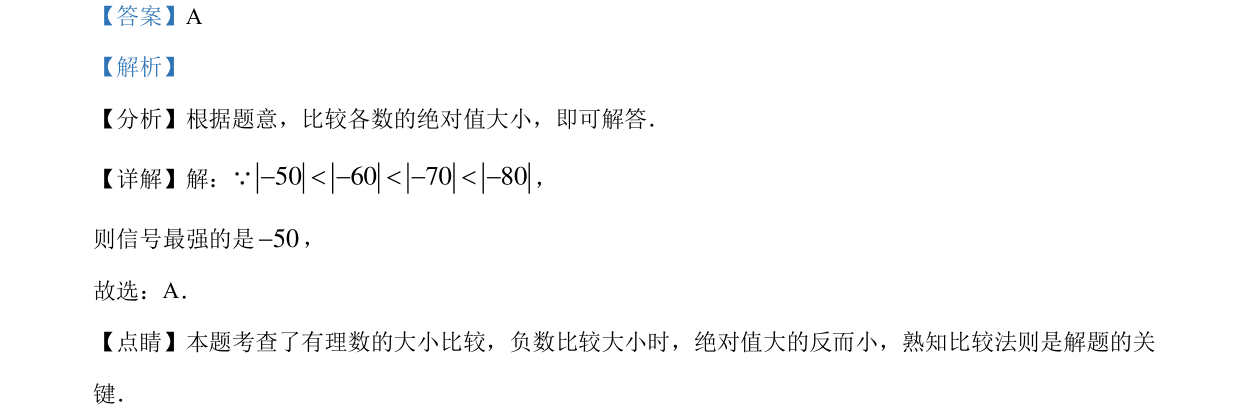 【答案】A
【解析】
【分析】根据题意，比较各数的绝对值大小，即可解答．
【详解】解：∵|−50|<|−60|<|−70|<|−80|，
则信号最强的是−50，
故选：A．
【点睛】本题考查了有理数的大小比较，负数比较大小时，绝对值大的反而小，熟知比较法则是解题的关
键．